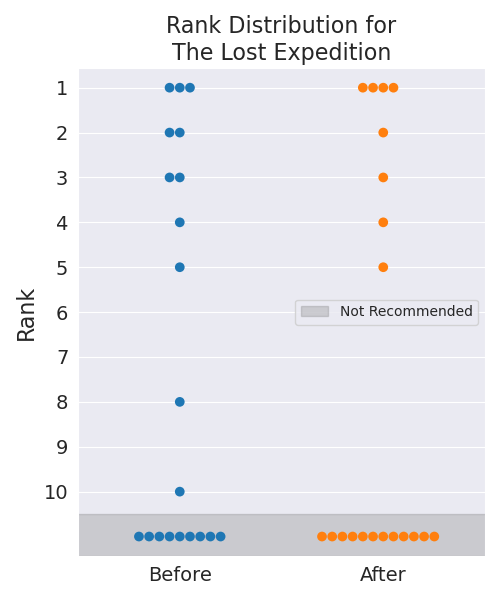 Rank Distribution for
The Lost Expedition
1
2
3
4
5
6
7
8
9
10
Rank
Not Recommended
Before
After